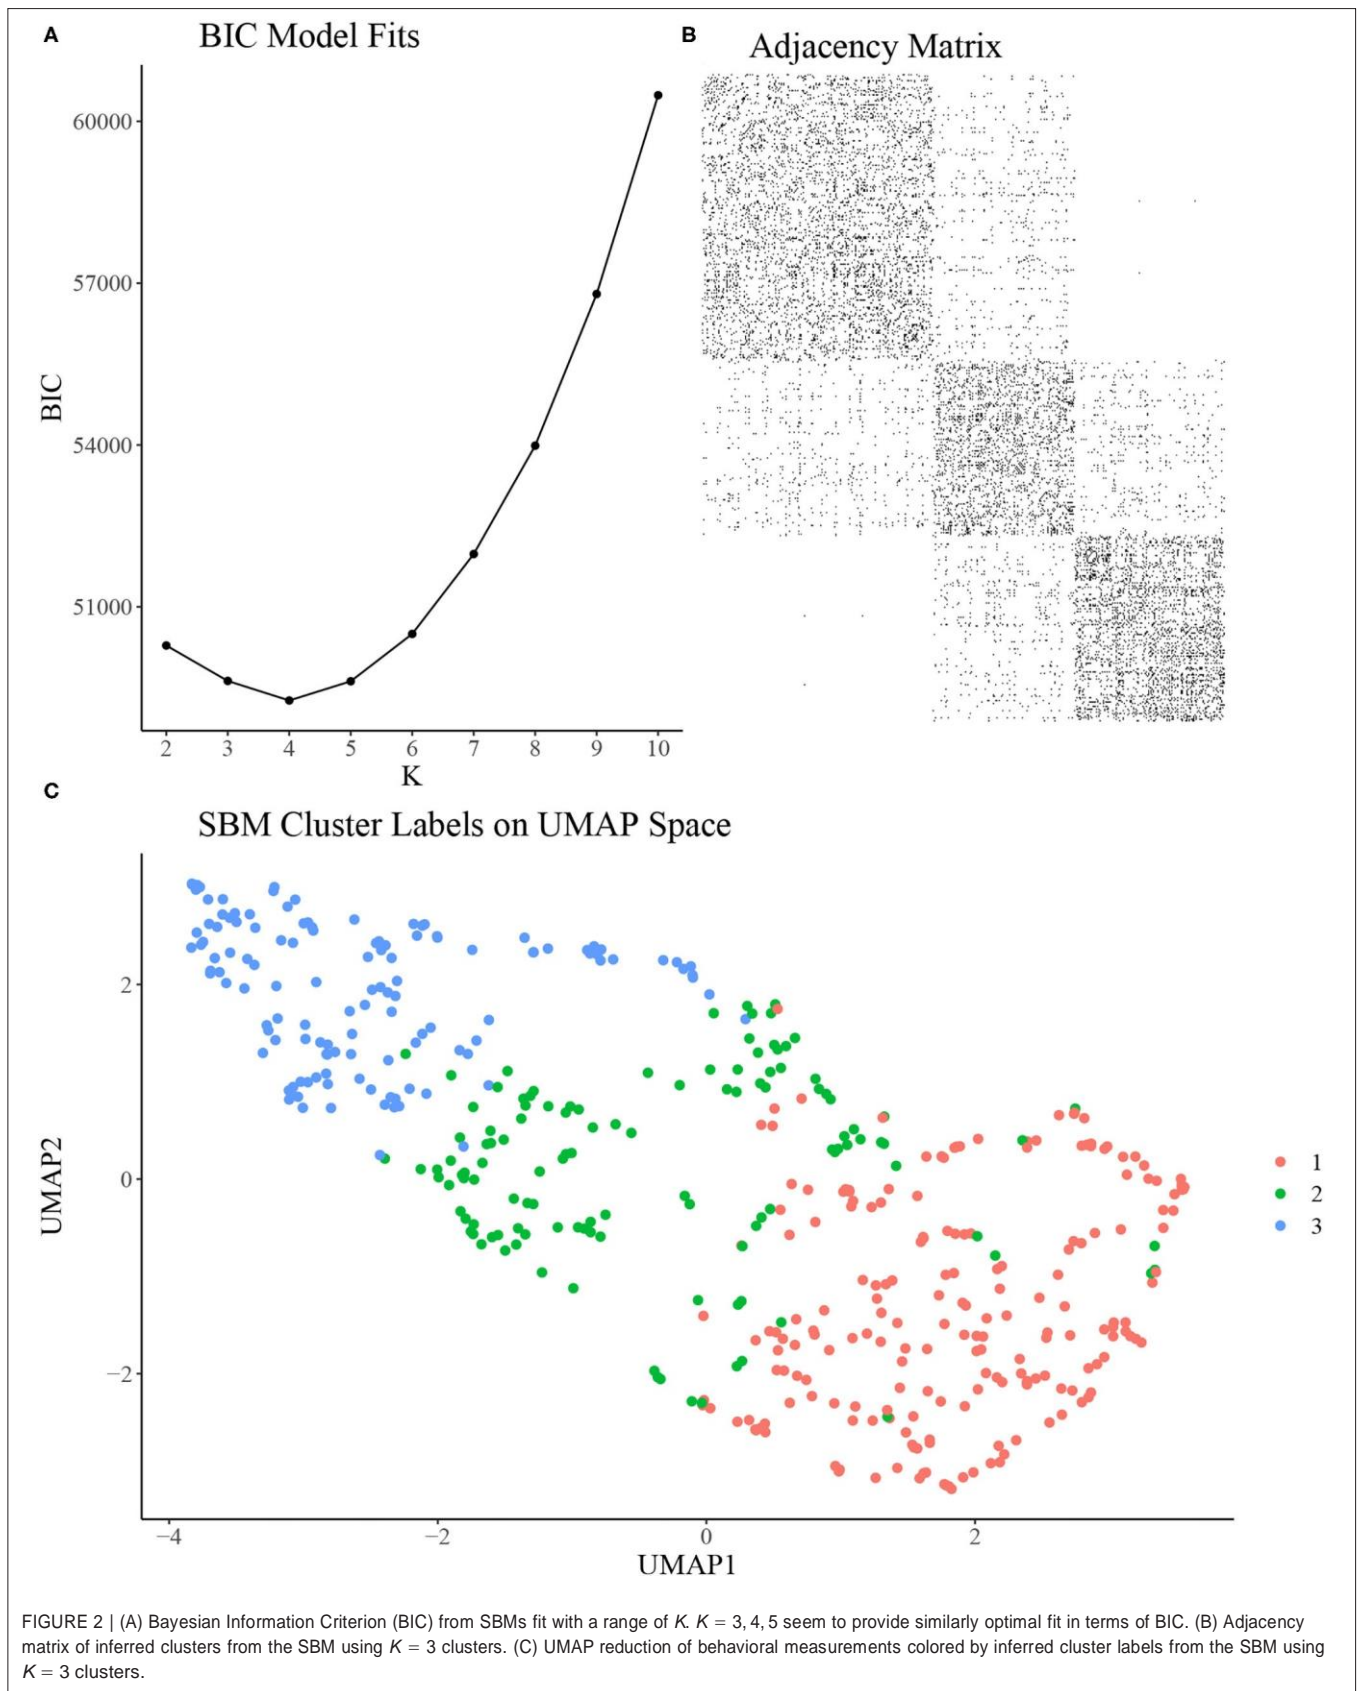 A
BIC Model Fits
60000
57000
54000
51000
BIC
2 3 4 5 6 7 8 9 10
K
B
Adjacency Matrix
C
SBM Cluster Labels on UMAP Space
2
0
−2
UMAP2
−4 −2 0 2
UMAP1
1
2
3
FIGURE 2 | (A) Bayesian Information Criterion (BIC) from SBMs fit with a range of K. K = 3, 4, 5 seem to provide similarly optimal fit in terms of BIC. (B) Adjacency
matrix of inferred clusters from the SBM using K = 3 clusters. (C) UMAP reduction of behavioral measurements colored by inferred cluster labels from the SBM using
K = 3 clusters.